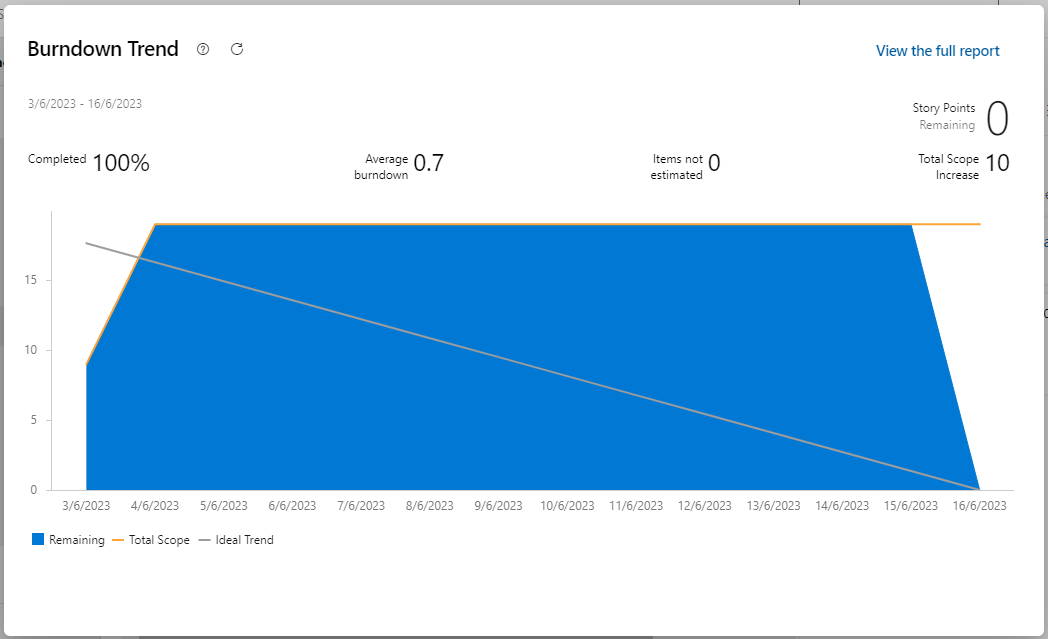 Burndown Trend
View the full report
3/6/2023 - 16/6/2023
Story Points
Remaining 0
Completed 100%
Average
burndown 0.7
Items not
estimated 0
Total Scope
Increase 10
15
10
5
0
3/6/2023 4/6/2023 5/6/2023 6/6/2023 7/6/2023 8/6/2023 9/6/2023 10/6/2023 11/6/2023 12/6/2023 13/6/2023 14/6/2023 15/6/2023 16/6/2023
Remaining Total Scope Ideal Trend